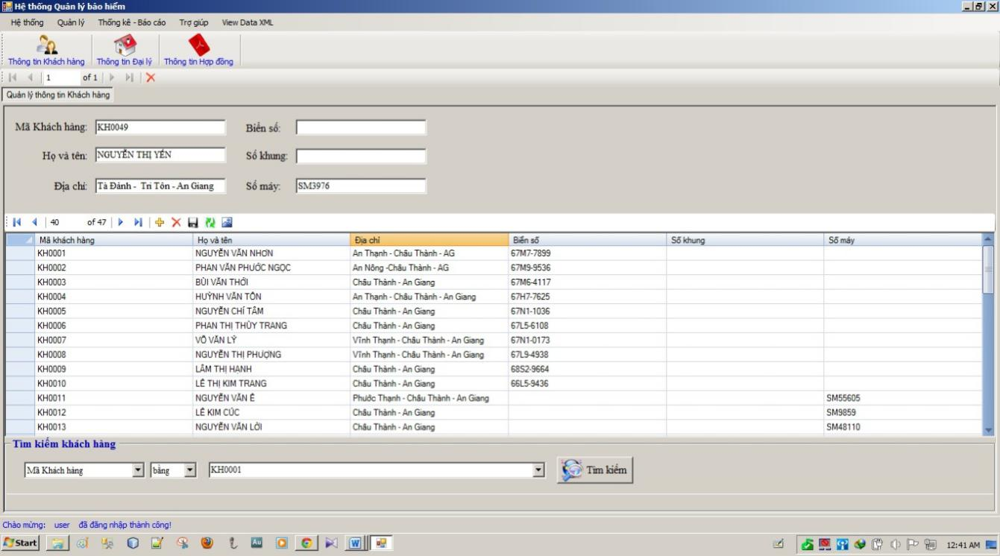 Hệ thống Quản lý bảo hiểm
Hệ thống Quản lý Thống kê - Báo cáo Trợ giúp View Data XML
Thông tin Khách hàng Thông tin Đại lý Thông tin Hợp đồng
1 of 1
Quản lý thông tin Khách hàng
Mã Khách hàng: KH0049 Biển số:
Họ và tên: NGUYỄN THỊ YẾN Số khung:
Địa chỉ: Tà Đảnh - Tri Tôn - An Giang Số máy: SM3976
40 of 47
Mã khách hàng Họ và tên Địa chỉ Biển số Số khung Số máy
KH0001 NGUYỄN VĂN NHƠN An Thạnh - Châu Thành - AG 67M7-7899
KH0002 PHAN VĂN PHƯỚC NGỌC An Nông -Châu Thành - AG 67M9-9536
KH0003 BÙI VĂN THỚI Châu Thành - An Giang 67M6-4117
KH0004 HUỲNH VĂN TỒN An Thạnh - Châu Thành - An Giang 67H7-7625
KH0005 NGUYỄN CHÍ TÂM Châu Thành - An Giang 67N1-1036
KH0006 PHAN THỊ THÙY TRANG Châu Thành - An Giang 67L5-6108
KH0007 VÕ VĂN LÝ Vĩnh Thạnh - Châu Thành - An Giang 67N1-0173
KH0008 NGUYỄN THỊ PHƯỢNG Vĩnh Thạnh - Châu Thành - An Giang 67L9-4938
KH0009 LÂM THỊ HẠNH Châu Thành - An Giang 68S2-9664
KH0010 LÊ THỊ KIM TRANG Châu Thành - An Giang 66L5-9436
KH0011 NGUYỄN VĂN Ê Phước Thạnh - Châu Thành - An Giang SM55605
KH0012 LÊ KIM CÚC Châu Thành - An Giang SM9859
KH0013 NGUYỄN VĂN LỜI Châu Thành - An Giang SM48110
Tìm kiếm khách hàng
Mã Khách hàng bằng KH0001 Tìm kiếm
Chào mừng: user đã đăng nhập thành công!
Start Au W 12:41 AM